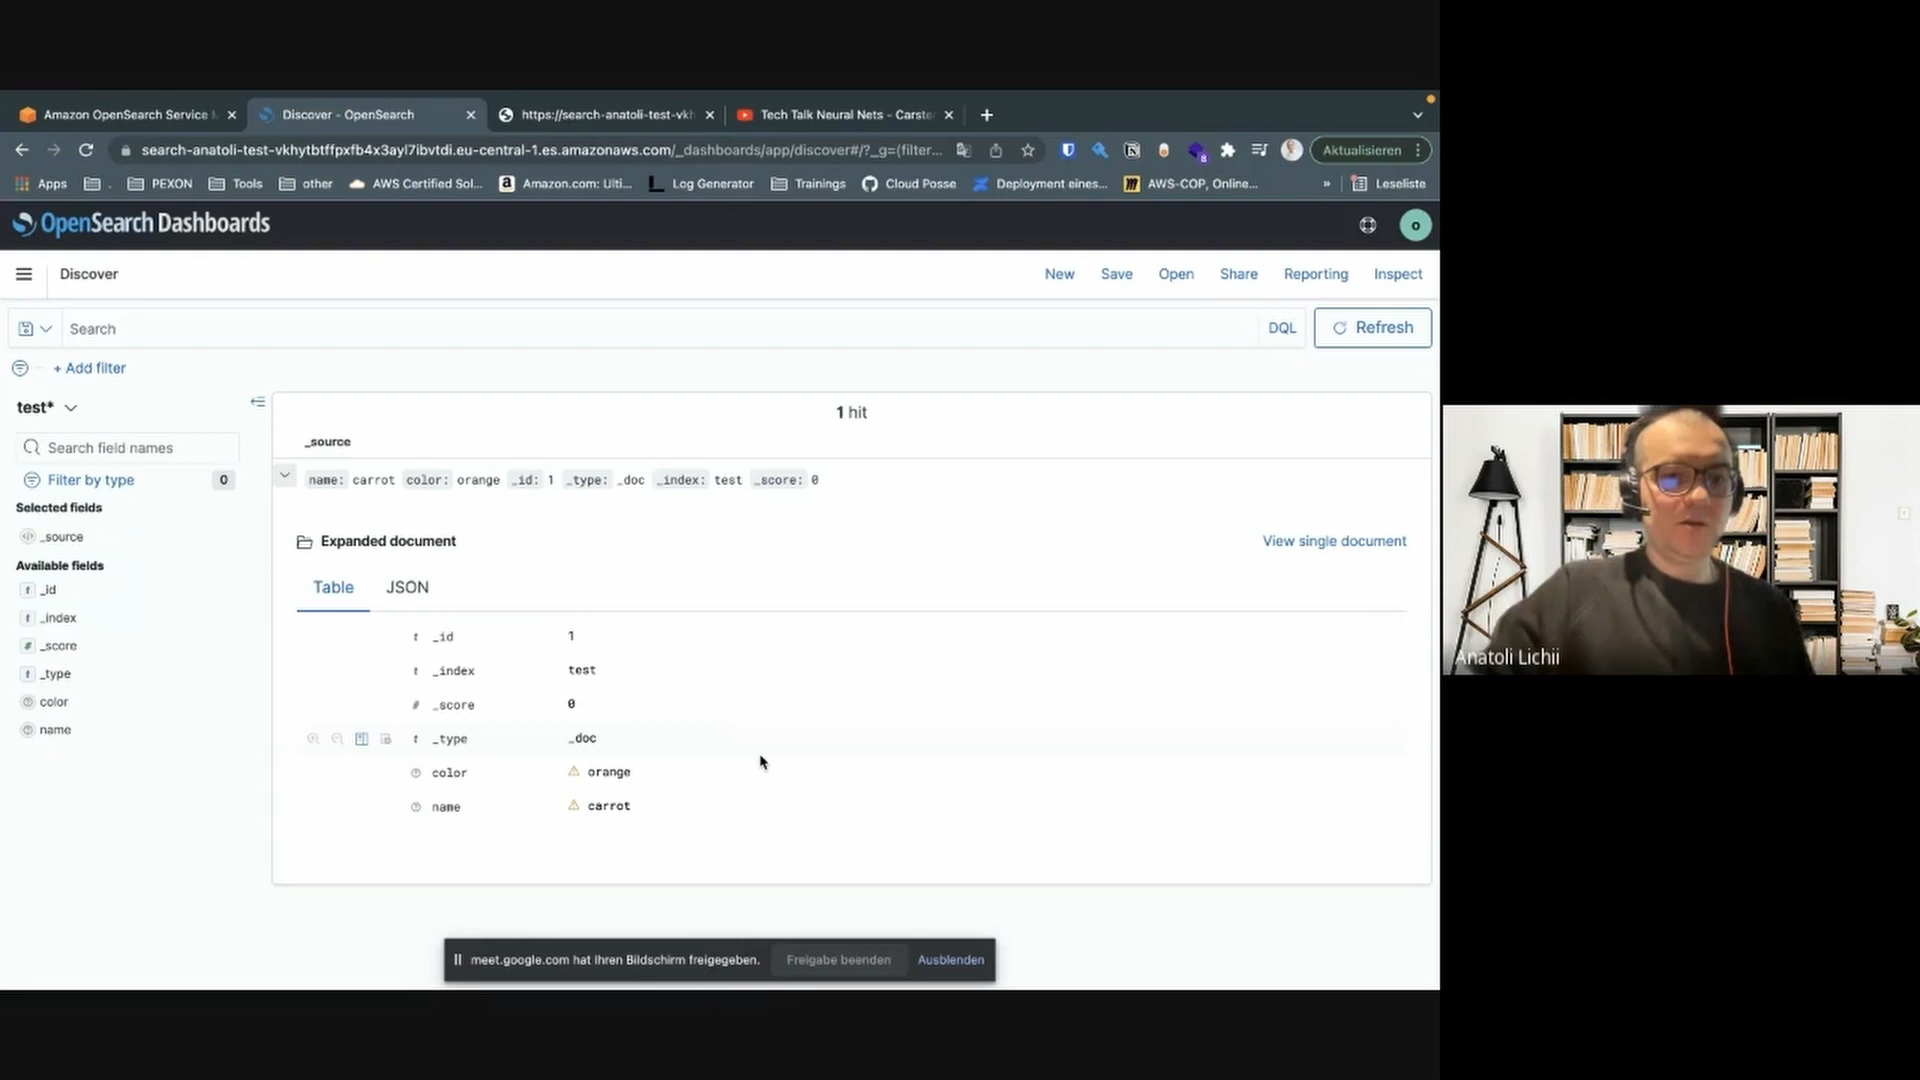 Amazon OpenSearch Service
Discover - OpenSearch
https://search-anatoli-test-vkh
Tech Talk Neural Nets - Carste
search-anatoli-test-vkhytbtffpxfb4x3ayl7ibvtdi.eu-central-1.es.amazonaws.com/_dashboards/app/discover#/?_g=(filter...
Aktualisieren
Apps
.
PEXON
Tools
other
AWS Certified Sol...
Amazon.com: Ulti...
Log Generator
Trainings
Cloud Posse
Deployment eines...
AWS-COP, Online...
»
Leseliste
OpenSearch Dashboards
o
Discover
New
Save
Open
Share
Reporting
Inspect
Search
DQL
Refresh
+ Add filter
test*
1 hit
Search field names
Filter by type 0
Selected fields
_source
Available fields
t _id
t _index
# _score
t _type
color
name
_source
name: carrot color: orange _id: 1 _type: _doc _index: test _score: 0
Expanded document
View single document
Table
JSON
t _id 1
t _index test
# _score 0
t _type _doc
color orange
name carrot
meet.google.com hat Ihren Bildschirm freigegeben.
Freigabe beenden
Ausblenden
Anatoli Lichii